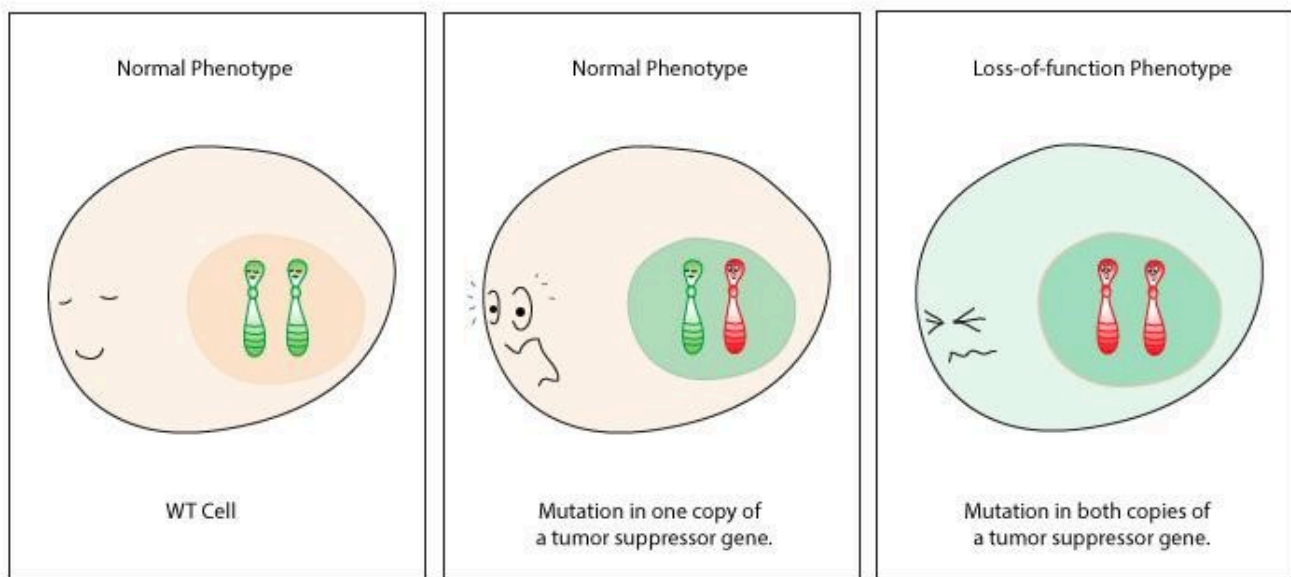 Normal Phenotype
WT Cell
Normal Phenotype
Mutation in one copy of
a tumor suppressor gene.
Loss-of-function Phenotype
Mutation in both copies of
a tumor suppressor gene.